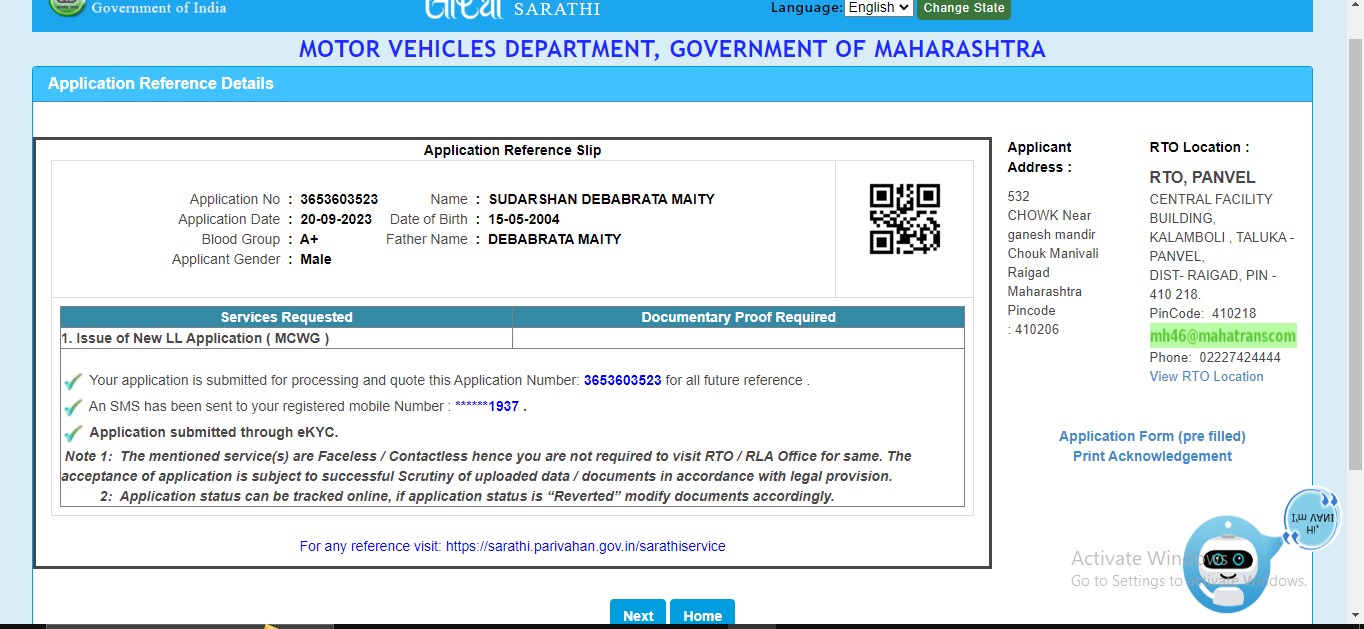 Government of India
SARATHI
Language: English Change State
MOTOR VEHICLES DEPARTMENT, GOVERNMENT OF MAHARASHTRA
Application Reference Details
Application Reference Slip
Application No : 3653603523 Name : SUDARSHAN DEBABRATA MAITY
Application Date : 20-09-2023 Date of Birth : 15-05-2004
Blood Group : A+ Father Name : DEBABRATA MAITY
Applicant Gender : Male
Services Requested Documentary Proof Required
1. Issue of New LL Application ( MCWG )
Your application is submitted for processing and quote this Application Number: 3653603523 for all future reference .
An SMS has been sent to your registered mobile Number : ******1937 .
Application submitted through eKYC.
Note 1: The mentioned service(s) are Faceless / Contactless hence you are not required to visit RTO / RLA Office for same. The
acceptance of application is subject to successful Scrutiny of uploaded data / documents in accordance with legal provision.
2: Application status can be tracked online, if application status is “Reverted” modify documents accordingly.
For any reference visit: https://sarathi.parivahan.gov.in/sarathiservice
Next Home
Applicant
Address :
532
CHOWK Near
ganesh mandir
Chouk Manivali
Raigad
Maharashtra
Pincode
: 410206
RTO Location :
RTO, PANVEL
CENTRAL FACILITY
BUILDING,
KALAMBOLI , TALUKA -
PANVEL,
DIST- RAIGAD, PIN -
410 218.
PinCode: 410218
mh46@mahatranscom
Phone: 02227424444
View RTO Location
Application Form (pre filled)
Print Acknowledgement
Hi,
I'm VANI
Activate Windows
Go to Settings to activate Windows.